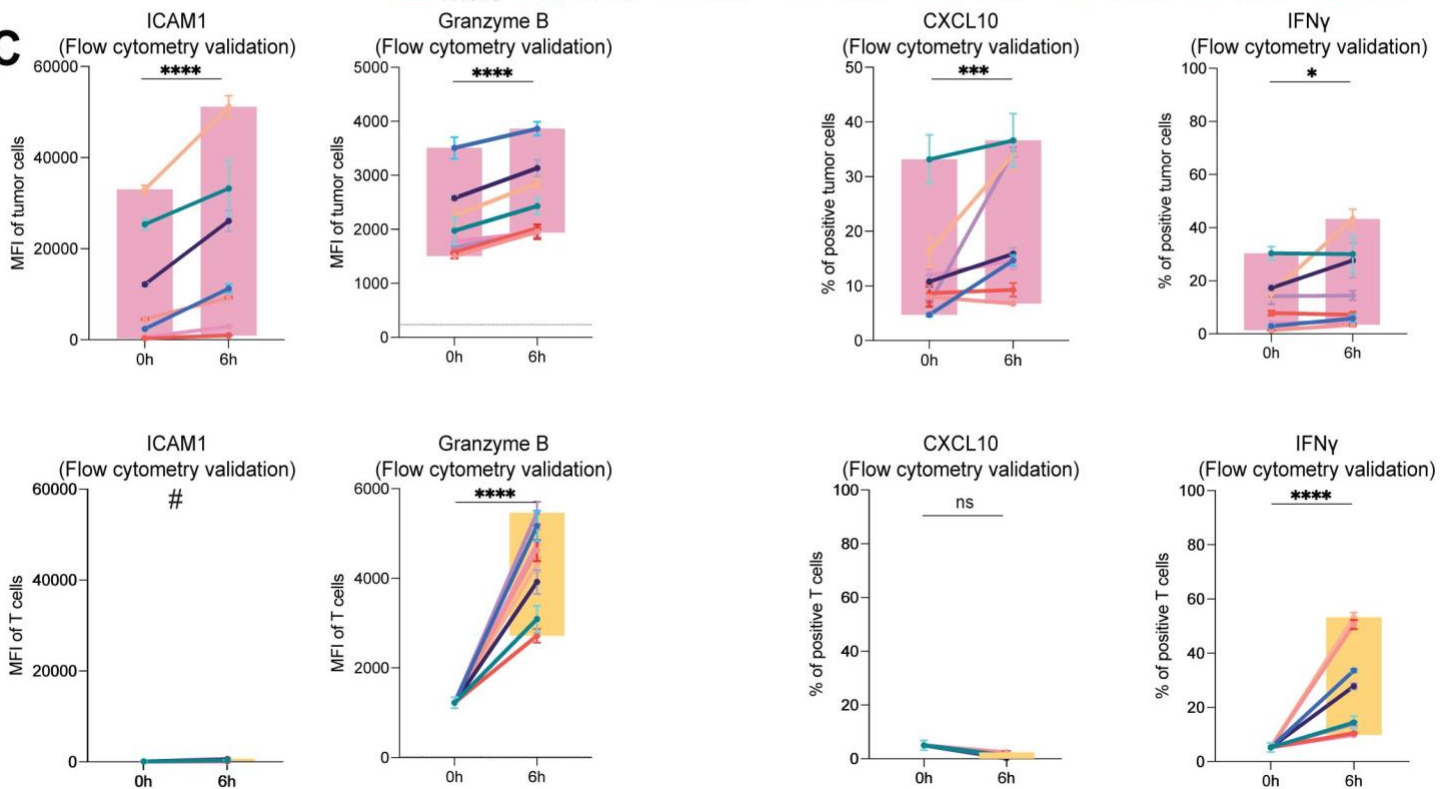 C
ICAM1
(Flow cytometry validation)
****
60000
40000
20000
0
MFI of tumor cells
0h 6h
Granzyme B
(Flow cytometry validation)
****
5000
4000
3000
2000
1000
0
MFI of tumor cells
0h 6h
CXCL10
(Flow cytometry validation)
***
50
40
30
20
10
0
% of positive tumor cells
0h 6h
IFNγ
(Flow cytometry validation)
*
100
80
60
40
20
0
% of positive tumor cells
0h 6h
ICAM1
(Flow cytometry validation)
#
60000
40000
20000
0
MFI of T cells
0h 6h
Granzyme B
(Flow cytometry validation)
****
6000
4000
2000
0
MFI of T cells
0h 6h
CXCL10
(Flow cytometry validation)
ns
100
80
60
40
20
0
% of positive T cells
0h 6h
IFNγ
(Flow cytometry validation)
****
100
80
60
40
20
0
% of positive T cells
0h 6h